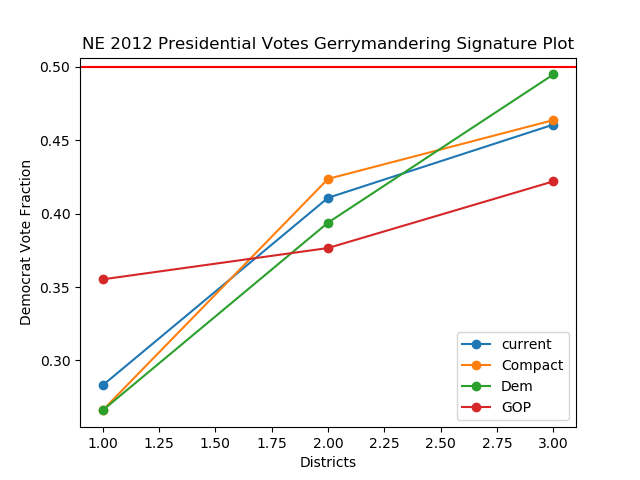 NE 2012 Presidential Votes Gerrymandering Signature Plot
0.50
0.45
0.40
0.35
0.30
Democrat Vote Fraction
current
Compact
Dem
GOP
1.00 1.25 1.50 1.75 2.00 2.25 2.50 2.75 3.00
Districts